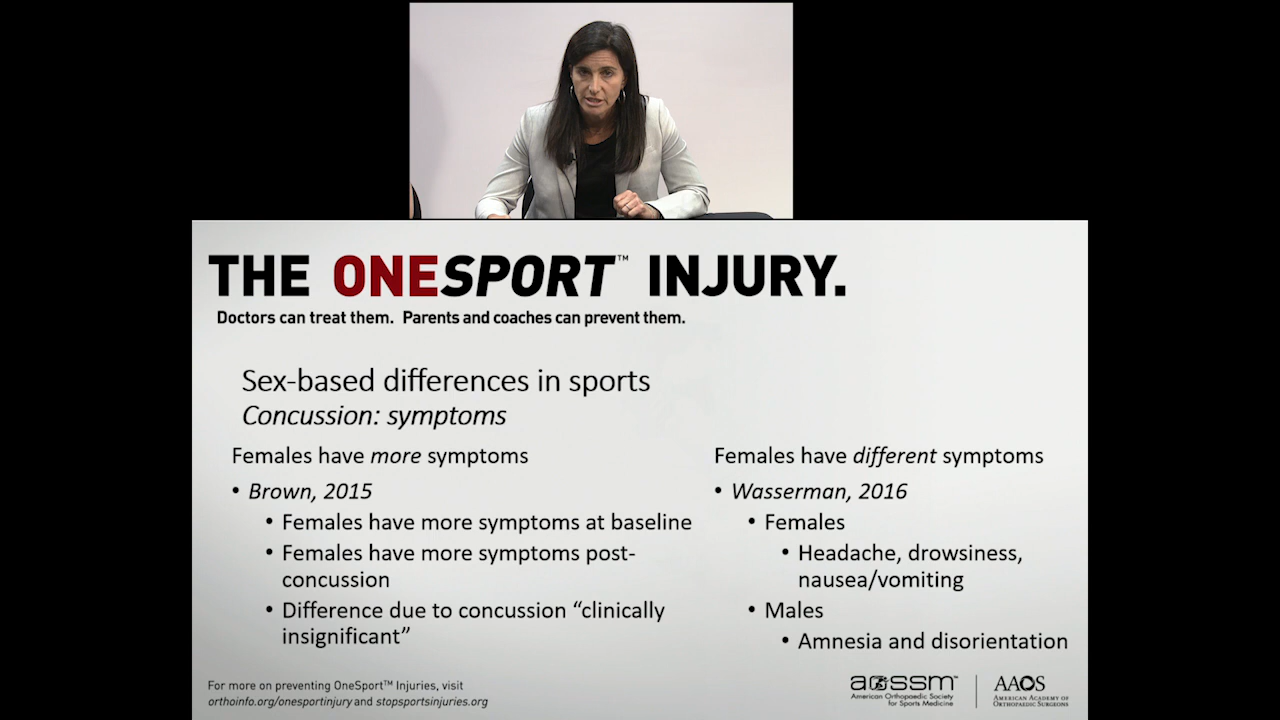 THE ONESPORT™ INJURY.
Doctors can treat them. Parents and coaches can prevent them.
Sex-based differences in sports
Concussion: symptoms
Females have more symptoms
• Brown, 2015
• Females have more symptoms at baseline
• Females have more symptoms post-
concussion
• Difference due to concussion “clinically
insignificant”
Females have different symptoms
• Wasserman, 2016
• Females
• Headache, drowsiness,
nausea/vomiting
• Males
• Amnesia and disorientation
For more on preventing OneSport™ Injuries, visit
orthoinfo.org/onesportinjury and stopsportsinjuries.org
aossm™
American Orthopaedic Society
for Sports Medicine
AAOS
AMERICAN ACADEMY OF
ORTHOPAEDIC SURGEONS